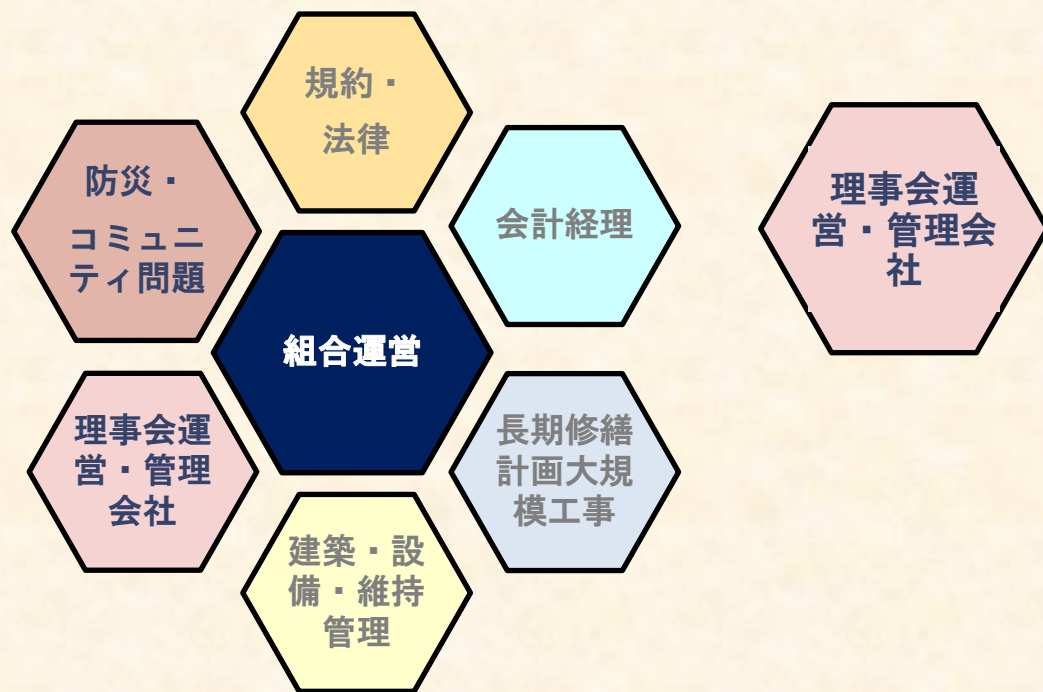 規約・
法律
防災・
コミュニ
ティ問題
会計経理
組合運営
理事会運
営・管理
会社
長期修繕
計画大規
模工事
建築・設
備・維持
管理
理事会運
営・管理会
社